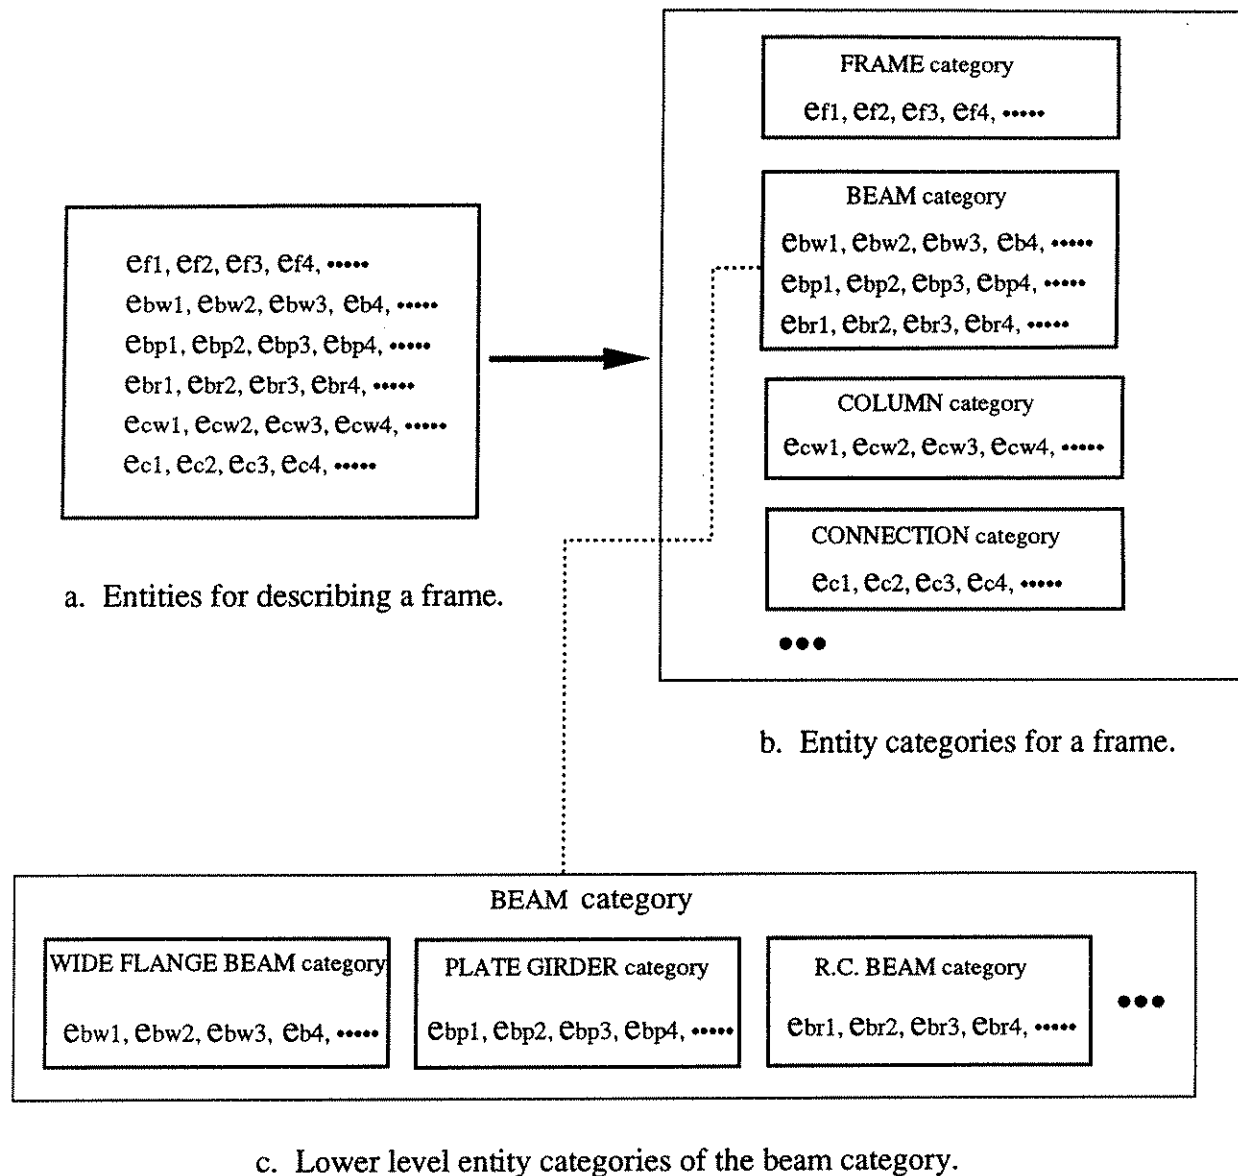 FRAME category
ef1, ef2, ef3, ef4, •••••
BEAM category
ebw1, ebw2, ebw3, eb4, •••••
ebp1, ebp2, ebp3, ebp4, •••••
ebr1, ebr2, ebr3, ebr4, •••••
COLUMN category
ecw1, ecw2, ecw3, ecw4, •••••
CONNECTION category
ec1, ec2, ec3, ec4, •••••
•••
ef1, ef2, ef3, ef4, •••••
ebw1, ebw2, ebw3, eb4, •••••
ebp1, ebp2, ebp3, ebp4, •••••
ebr1, ebr2, ebr3, ebr4, •••••
ecw1, ecw2, ecw3, ecw4, •••••
ec1, ec2, ec3, ec4, •••••
a. Entities for describing a frame.
b. Entity categories for a frame.
BEAM category
WIDE FLANGE BEAM category
ebw1, ebw2, ebw3, eb4, •••••
PLATE GIRDER category
ebp1, ebp2, ebp3, ebp4, •••••
R.C. BEAM category
ebr1, ebr2, ebr3, ebr4, •••••
•••
c. Lower level entity categories of the beam category.